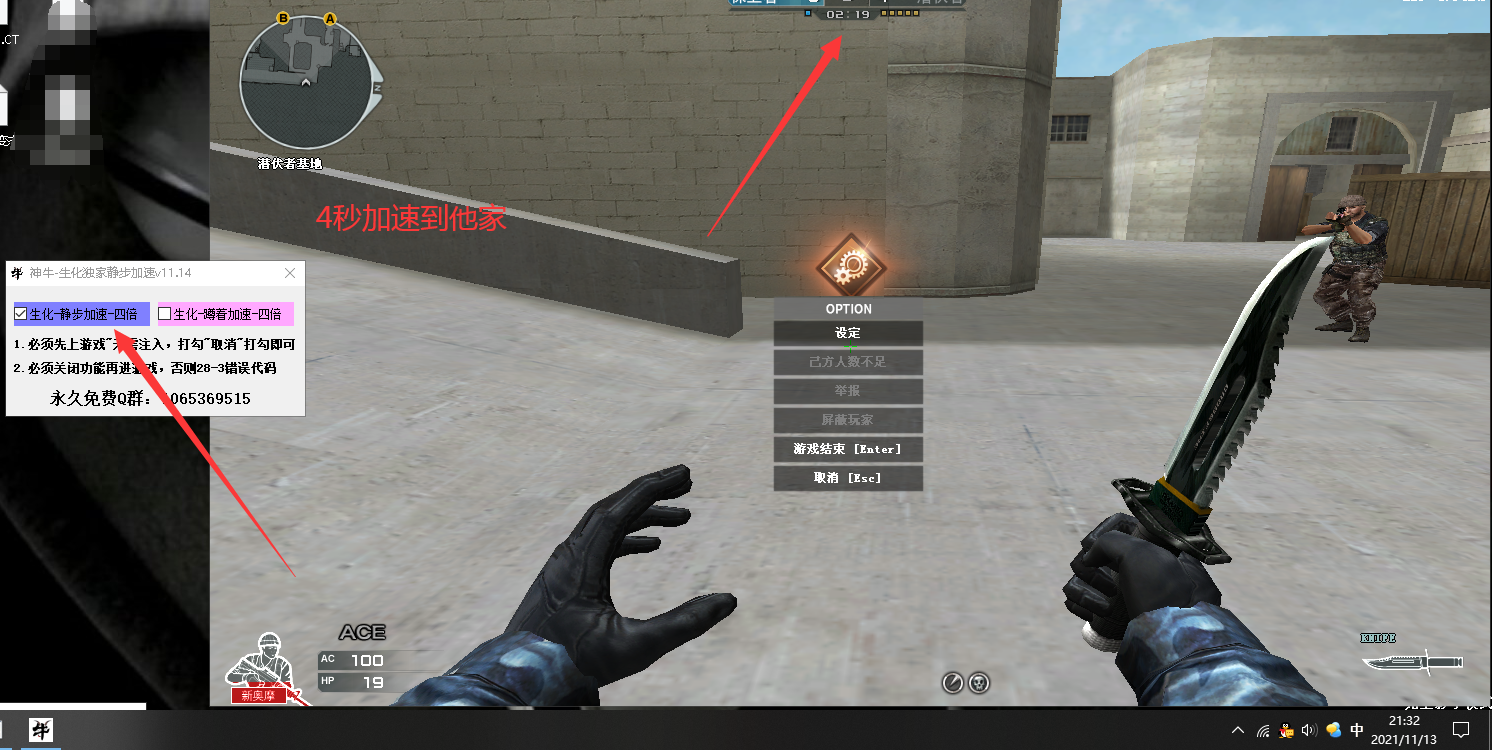 .CT
B A
02:19
N
潜伏者基地
4秒加速到他家
神牛-生化独家静步加速v11.14
生化-静步加速-四倍
生化-蹲着加速-四倍
1.必须先上游戏~无需注入，打勾~取消~打勾即可
2.必须关闭功能再进游戏，否则28-3错误代码
永久免费Q群：1065369515
OPTION
设定
己方人数不足
举报
屏蔽玩家
游戏结束 [Enter]
取消 [Esc]
ACE
AC 100
HP 19
新奥摩
KNIFE
牛
中
21:32
2021/11/13